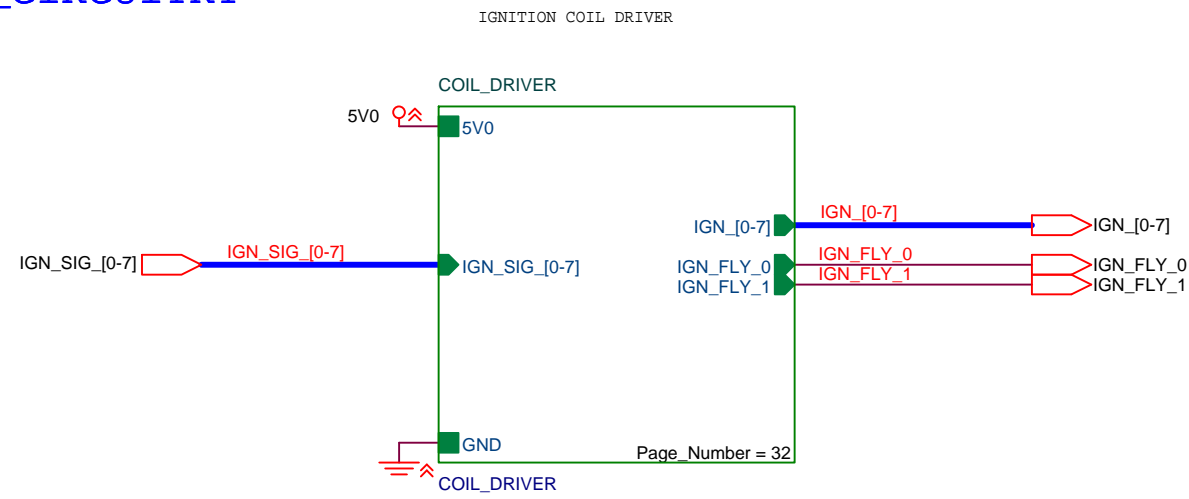 IGNITION COIL DRIVER
COIL_DRIVER
5V0
5V0
IGN_[0-7]
IGN_[0-7]
IGN_[0-7]
IGN_SIG_[0-7]
IGN_SIG_[0-7]
IGN_SIG_[0-7]
IGN_FLY_0
IGN_FLY_0
IGN_FLY_0
IGN_FLY_1
IGN_FLY_1
IGN_FLY_1
GND
Page_Number = 32
COIL_DRIVER